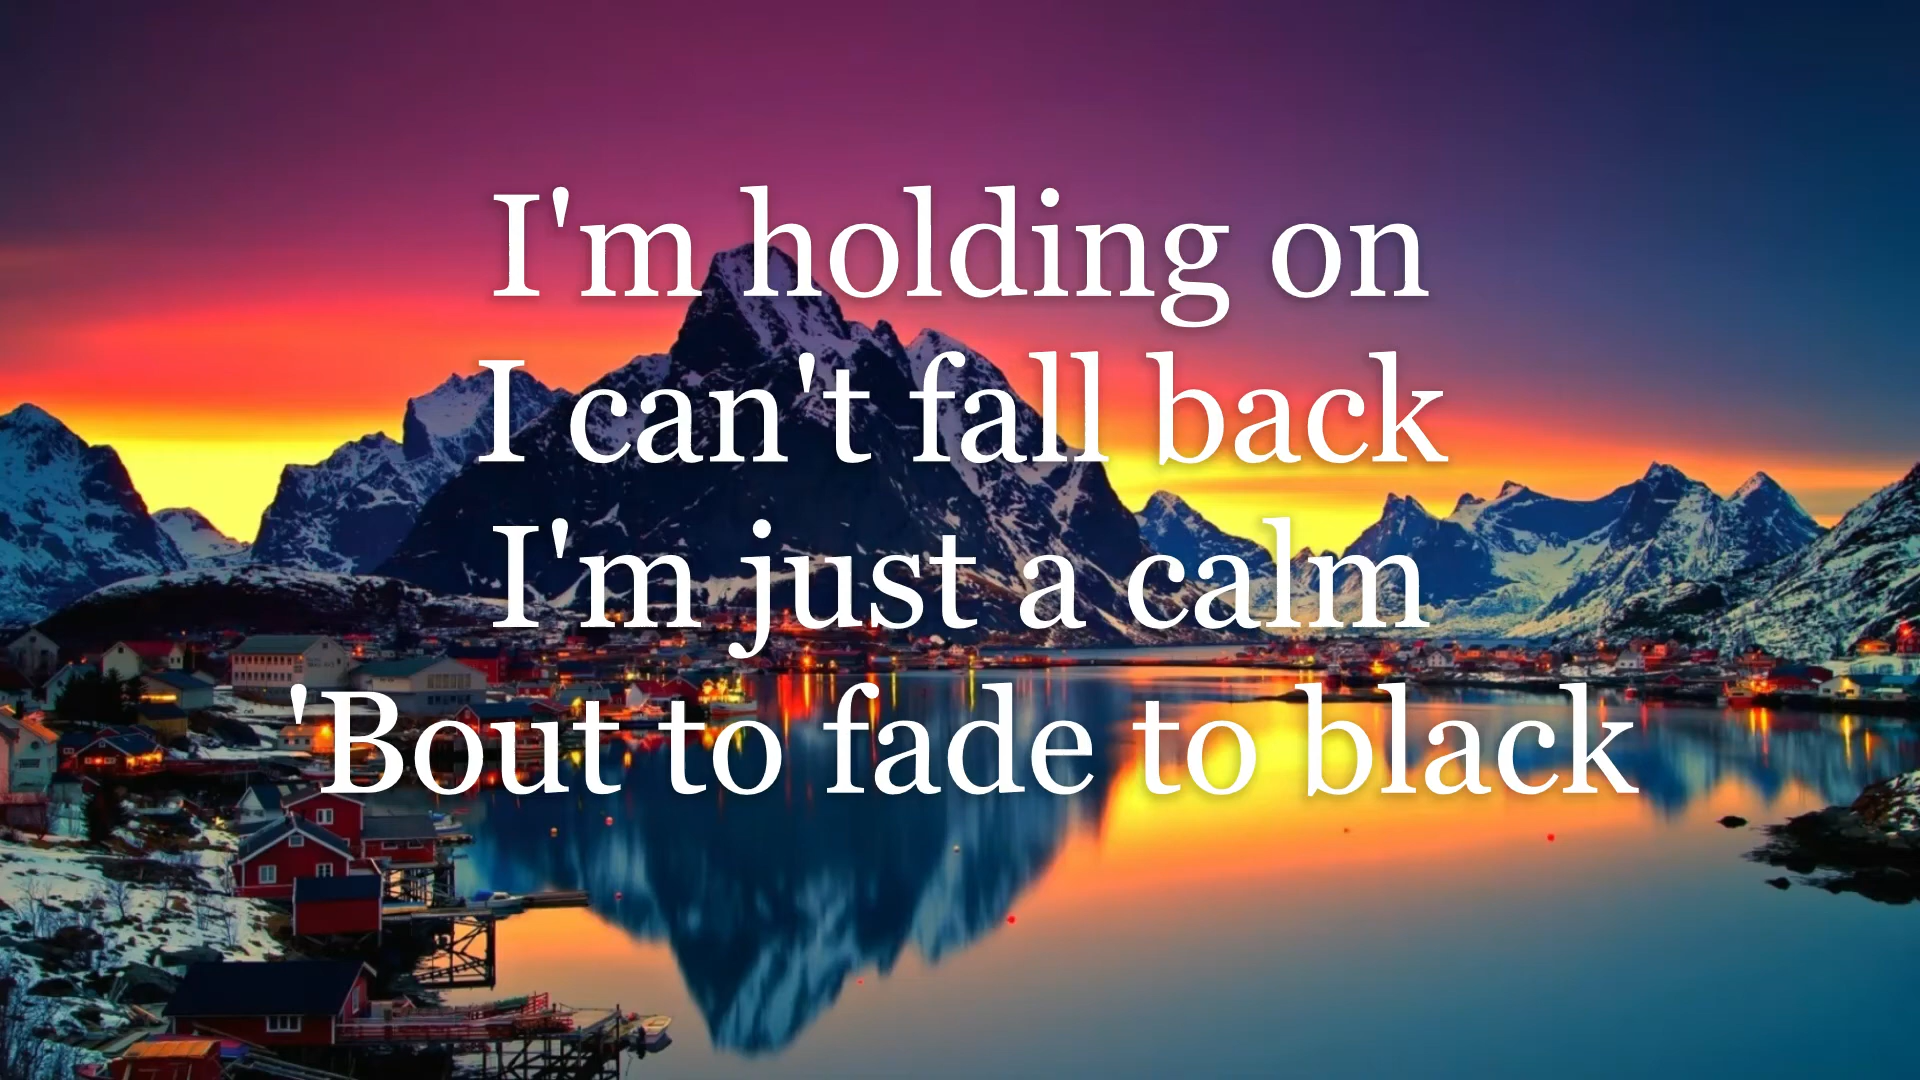 I'm holding on
I can't fall back
I'm just a calm
'Bout to fade to black